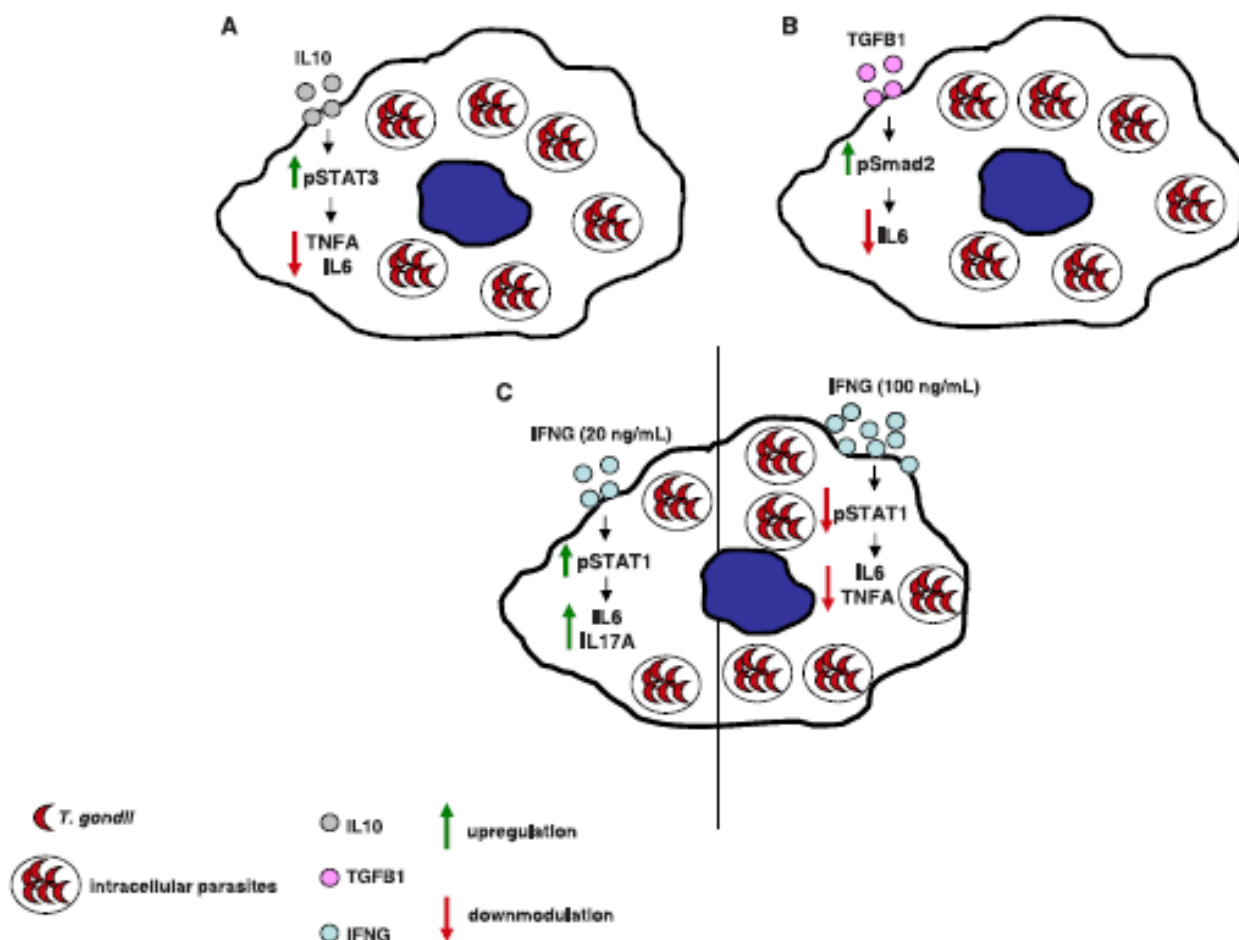 A
IL10
pSTAT3
TNFA
IL6
B
TGFB1
pSmad2
IL6
C
IFNG (20 ng/mL)
pSTAT1
IL6
IL17A
IFNG (100 ng/mL)
pSTAT1
IL6
TNFA
T. gondii
intracellular parasites
IL10
TGFB1
IFNG
upregulation
downmodulation